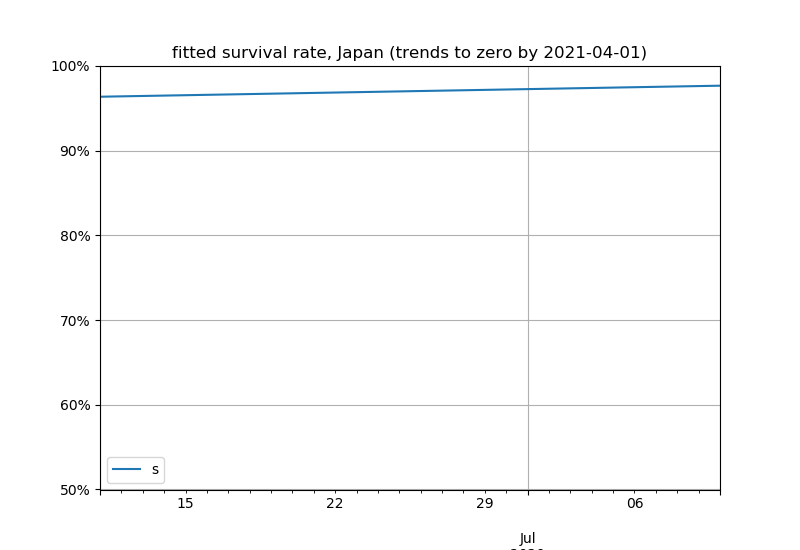 fitted survival rate, Japan (trends to zero by 2021-04-01)
100%
90%
80%
70%
60%
50%
s
15 22 29 06
Jul